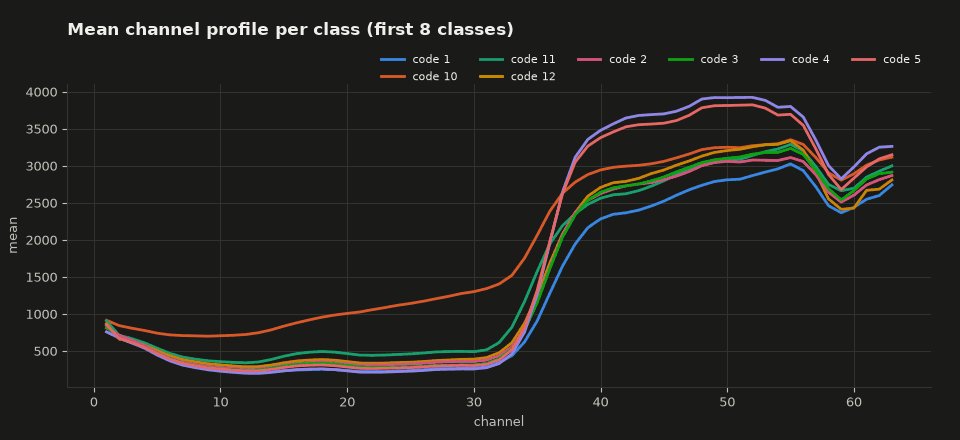 Mean channel profile per class (first 8 classes)
code 1 code 11 code 2 code 3 code 4 code 5
code 10 code 12
4000
3500
3000
2500
2000
1500
1000
500
mean
0 10 20 30 40 50 60
channel